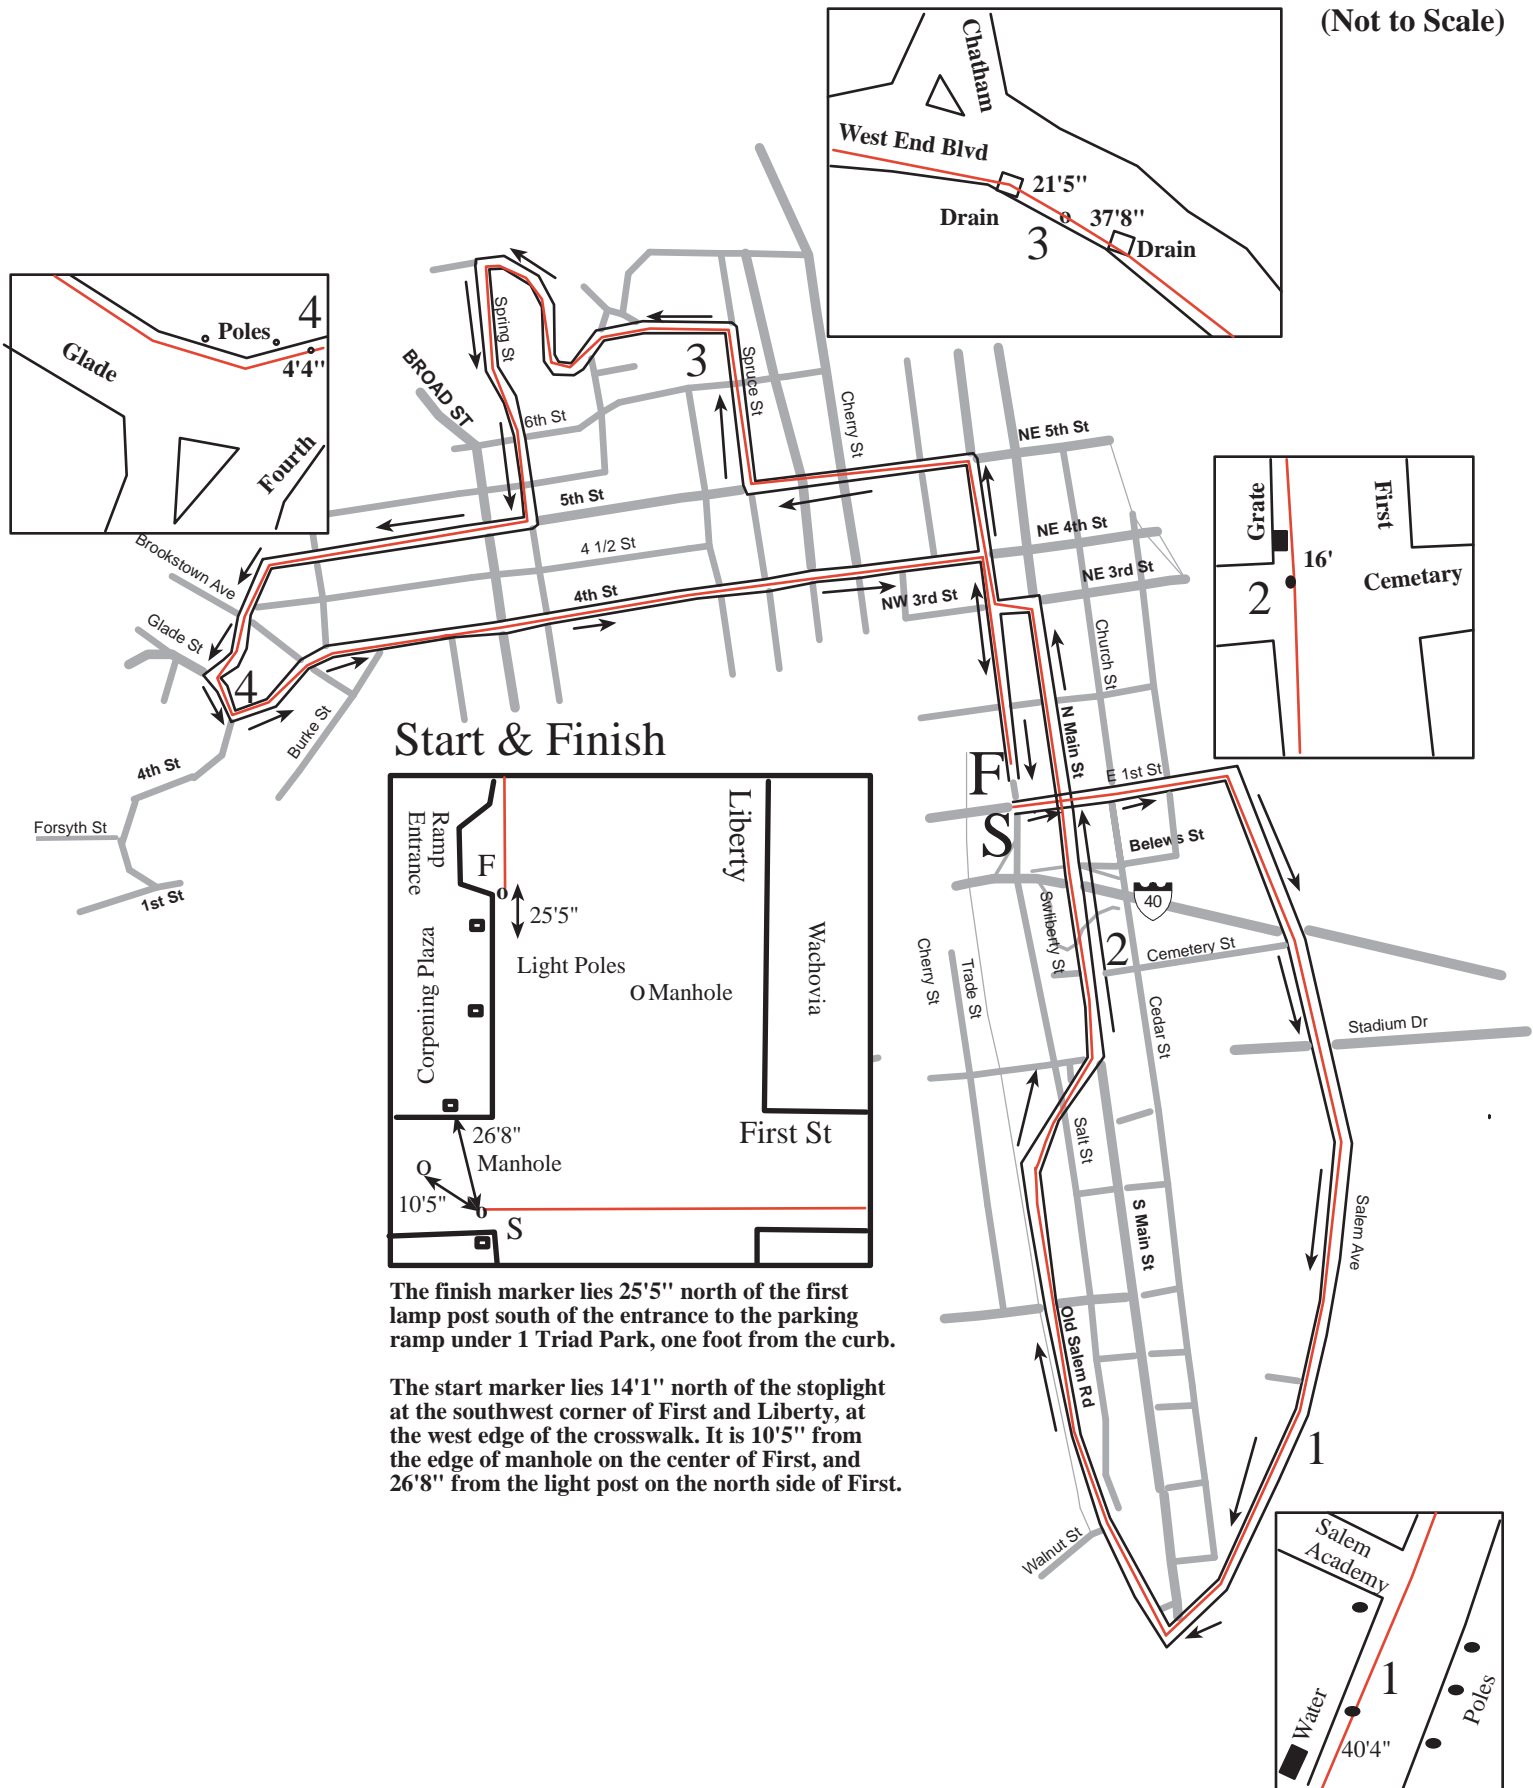 (Not to Scale)
Chatham
West End Blvd
21'5"
Drain
37'8"
3
Drain
4
Poles
Glade
4'4"
Fourth
Spring St
BROAD ST
3
Spruce St
6th St
Cherry St
NE 5th St
5th St
Grate
First
16'
Cemetary
2
NE 4th St
4 1/2 St
Brookstown Ave
NE 3rd St
4th St
NW 3rd St
Glade St
Church St
4
Burke St
N Main St
4th St
Forsyth St
1st St
F
S
E 1st St
Belews St
40
Swliberty St
2
Cemetery St
Cherry St
Trade St
Cedar St
Stadium Dr
Salt St
S Main St
Salem Ave
Old Salem Rd
1
Walnut St
Start & Finish
Ramp
Entrance
Liberty
F
25'5"
Corpening Plaza
Light Poles
Manhole
Wachovia
26'8"
Manhole
First St
10'5"
S
The finish marker lies 25'5" north of the first
lamp post south of the entrance to the parking
ramp under 1 Triad Park, one foot from the curb.
The start marker lies 14'1" north of the stoplight
at the southwest corner of First and Liberty, at
the west edge of the crosswalk. It is 10'5" from
the edge of manhole on the center of First, and
26'8" from the light post on the north side of First.
Salem
Academy
1
Water
40'4"
Poles